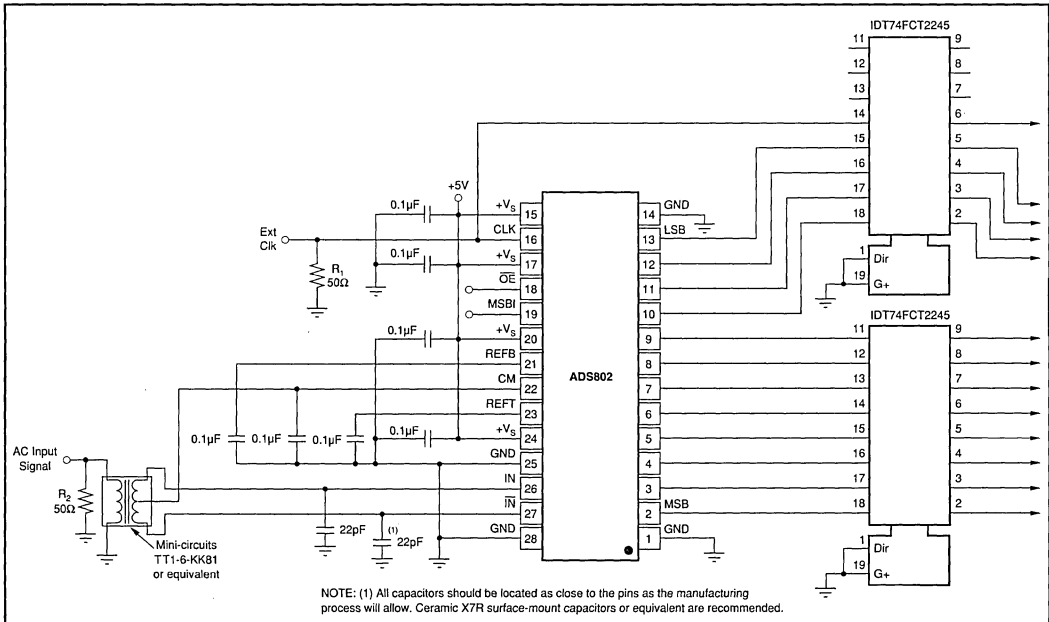 IDT74FCT2245
11 9
12 8
13 7
14 6
15 5
16 4
17 3
18 2
1 Dir
19 G+
+5V
0.1µF +VS 15
Ext Clk CLK 16
R1 50Ω
0.1µF +VS 17
OE 18
MSBI 19
0.1µF +VS 20
REFB 21
CM 22
REFT 23
0.1µF 0.1µF 0.1µF 0.1µF +VS 24
GND 25
IN 26
IN 27
GND 28
AC Input
Signal
R2
50Ω
22pF (1) 22pF
Mini-circuits
TT1-6-KK81
or equivalent
ADS802
14 GND
13 LSB
12
11
10
9
8
7
6
5
4
3
2 MSB
1 GND
IDT74FCT2245
11 9
12 8
13 7
14 6
15 5
16 4
17 3
18 2
1 Dir
19 G+
NOTE: (1) All capacitors should be located as close to the pins as the manufacturing
process will allow. Ceramic X7R surface-mount capacitors or equivalent are recommended.